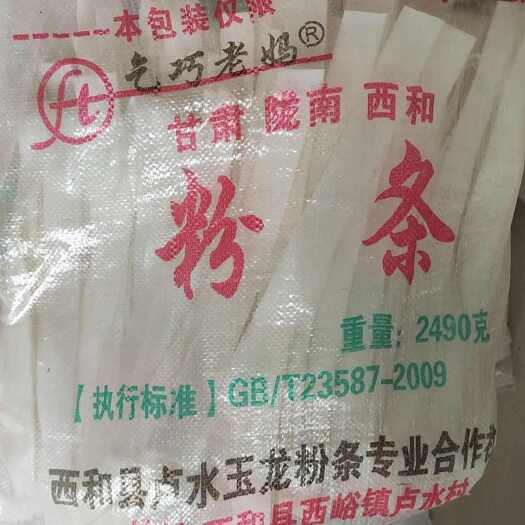 -----本包装仅限
乞巧老妈®
甘肃 陇南 西和
粉条
重量：2490克
【执行标准】GB/T23587-2009
西和县卢水玉龙粉条专业合作
西和县西峪镇卢水村